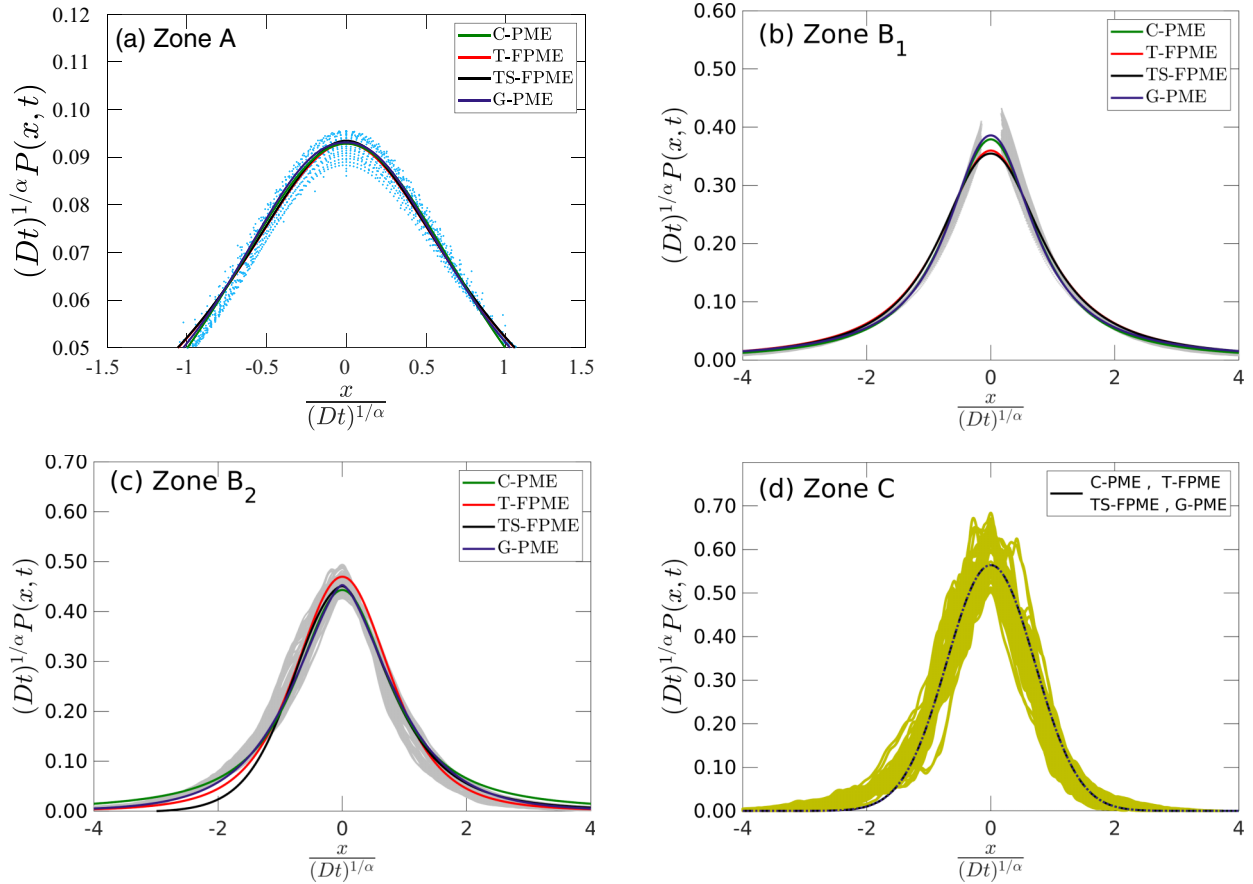 (a) Zone A
C-PME
T-FPME
TS-FPME
G-PME
(Dt)^{1/α}P(x, t)
0.12
0.11
0.10
0.09
0.08
0.07
0.06
0.05
-1.5
-1
-0.5
0
0.5
1
1.5
x
(Dt)^{1/α}
(b) Zone B_1
C-PME
T-FPME
TS-FPME
G-PME
(Dt)^{1/α}P(x, t)
0.60
0.50
0.40
0.30
0.20
0.10
0.00
-4
-2
0
2
4
x
(Dt)^{1/α}
(c) Zone B_2
C-PME
T-FPME
TS-FPME
G-PME
(Dt)^{1/α}P(x, t)
0.70
0.60
0.50
0.40
0.30
0.20
0.10
0.00
-4
-2
0
2
4
x
(Dt)^{1/α}
(d) Zone C
C-PME , T-FPME
TS-FPME , G-PME
(Dt)^{1/α}P(x, t)
0.70
0.60
0.50
0.40
0.30
0.20
0.10
0.00
-4
-2
0
2
4
x
(Dt)^{1/α}